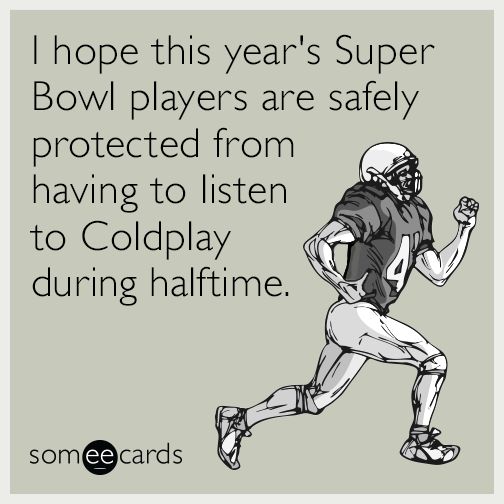 I hope this year's Super
Bowl players are safely
protected from
having to listen
to Coldplay
during halftime.
4
someecards